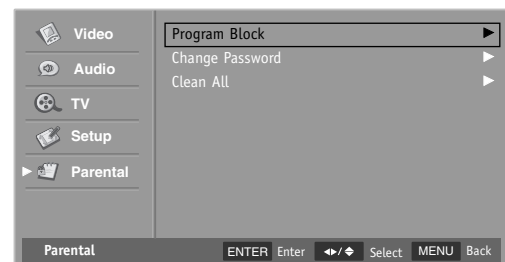 Video
Audio
TV
Setup
Parental
Program Block
Change Password
Clean All
Parental ENTER Enter Select MENU Back